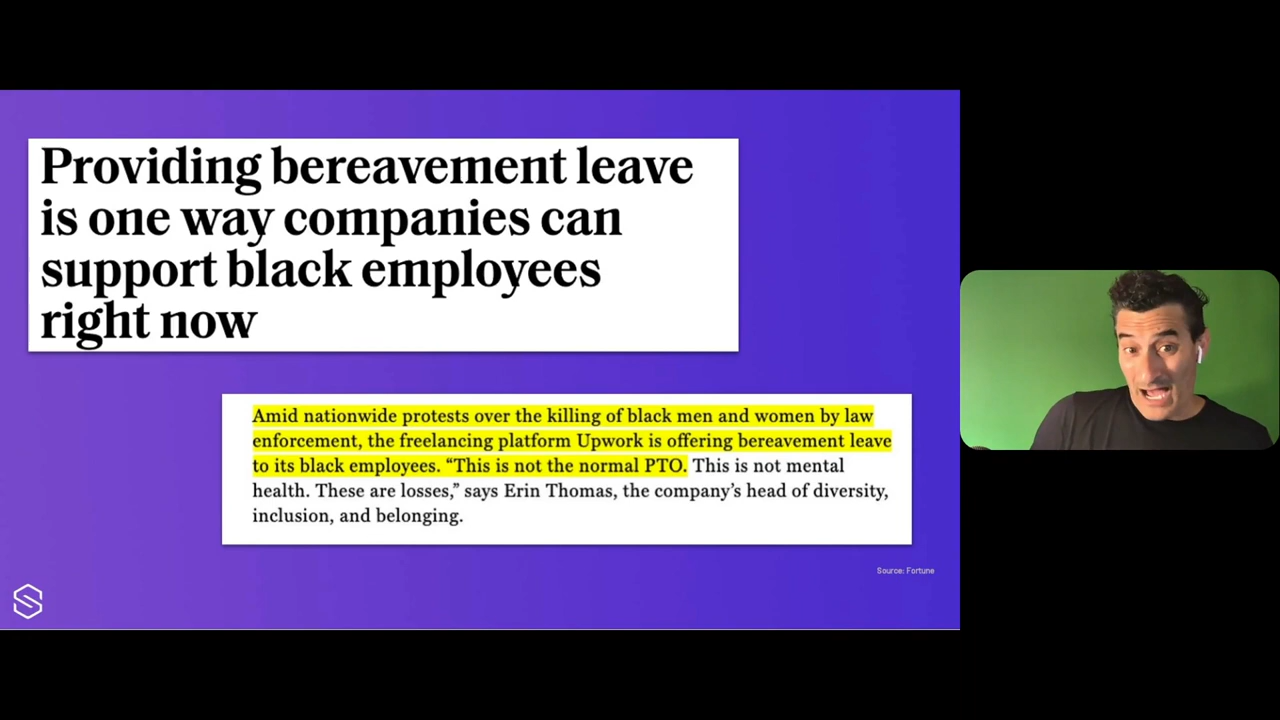 Providing bereavement leave
is one way companies can
support black employees
right now
Amid nationwide protests over the killing of black men and women by law
enforcement, the freelancing platform Upwork is offering bereavement leave
to its black employees. “This is not the normal PTO. This is not mental
health. These are losses,” says Erin Thomas, the company’s head of diversity,
inclusion, and belonging.
Source: Fortune